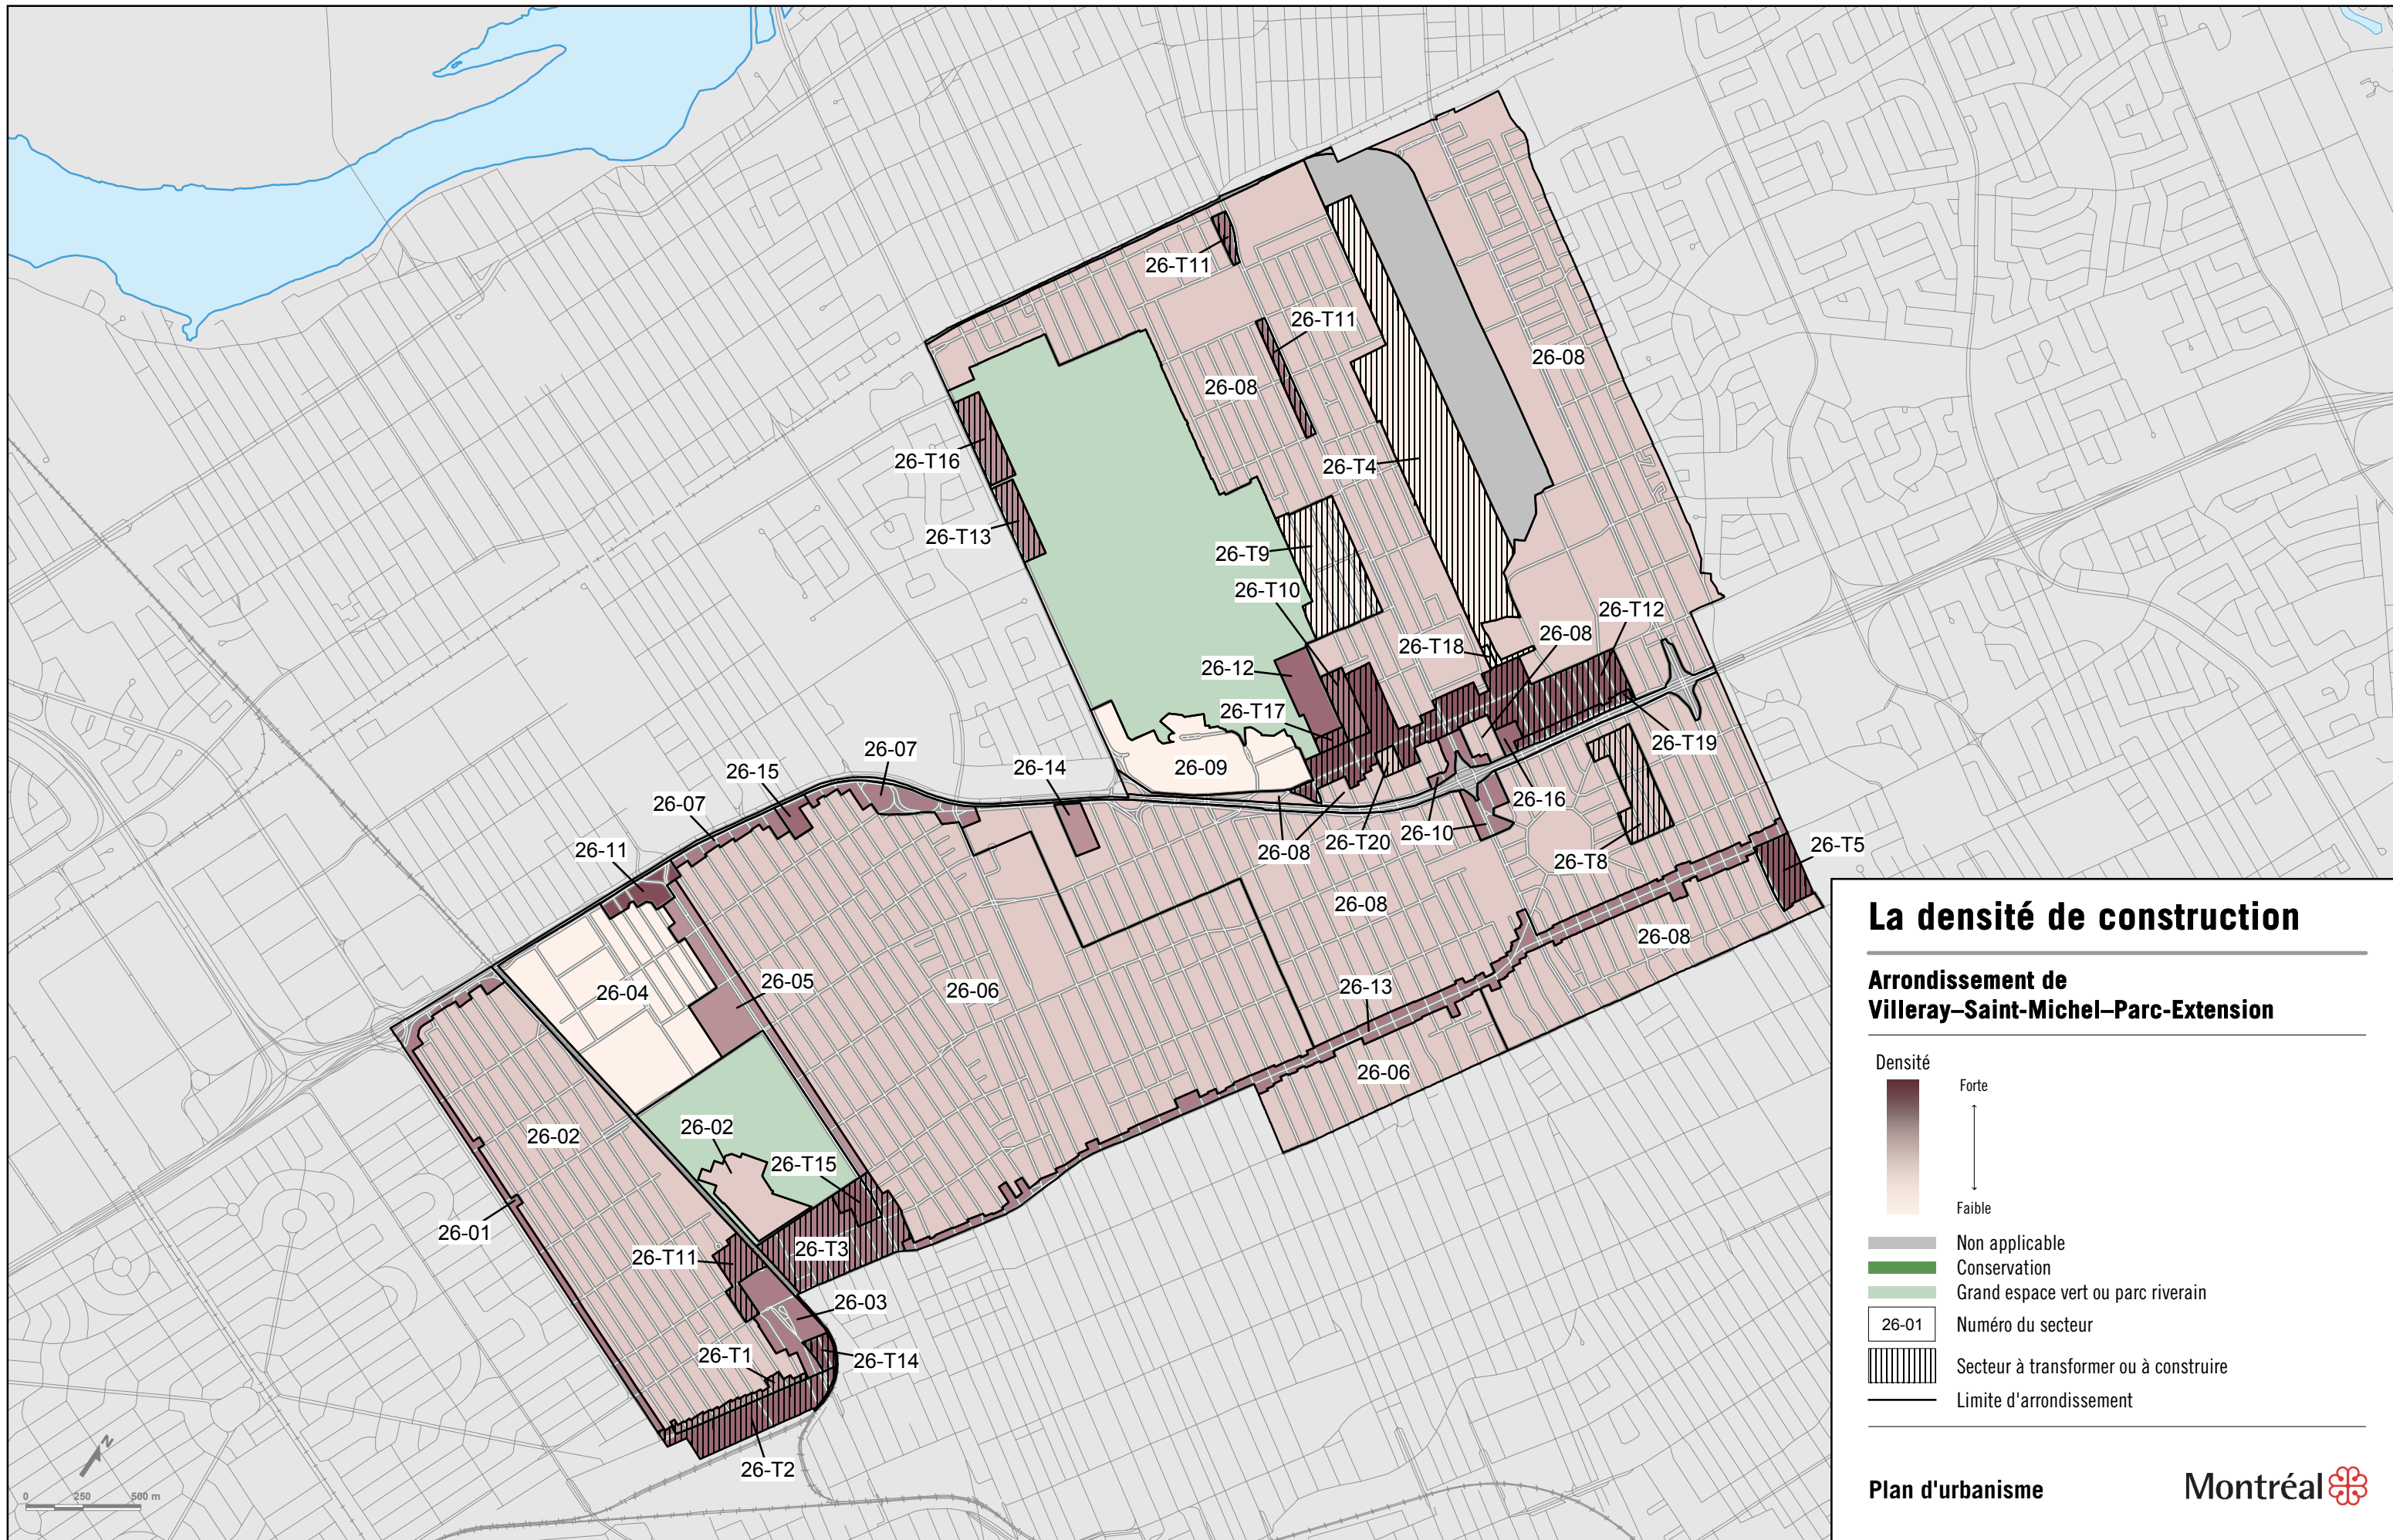 26-T11
26-T11
26-08
26-08
26-T16
26-T4
26-T13
26-T9
26-T10
26-T12
26-08
26-T18
26-12
26-T17
26-T19
26-07
26-14
26-09
26-15
26-16
26-07
26-T20
26-10
26-08
26-11
26-T8
26-T5
26-08
26-08
26-05
26-13
26-04
26-06
26-06
26-02
26-02
26-T15
26-01
26-T11
26-T3
26-03
26-T1
26-T14
26-T2
N
0 250 500 m
La densité de construction
Arrondissement de
Villeray–Saint-Michel–Parc-Extension
Densité
Forte
Faible
Non applicable
Conservation
Grand espace vert ou parc riverain
26-01 Numéro du secteur
Secteur à transformer ou à construire
Limite d'arrondissement
Plan d'urbanisme
Montréal